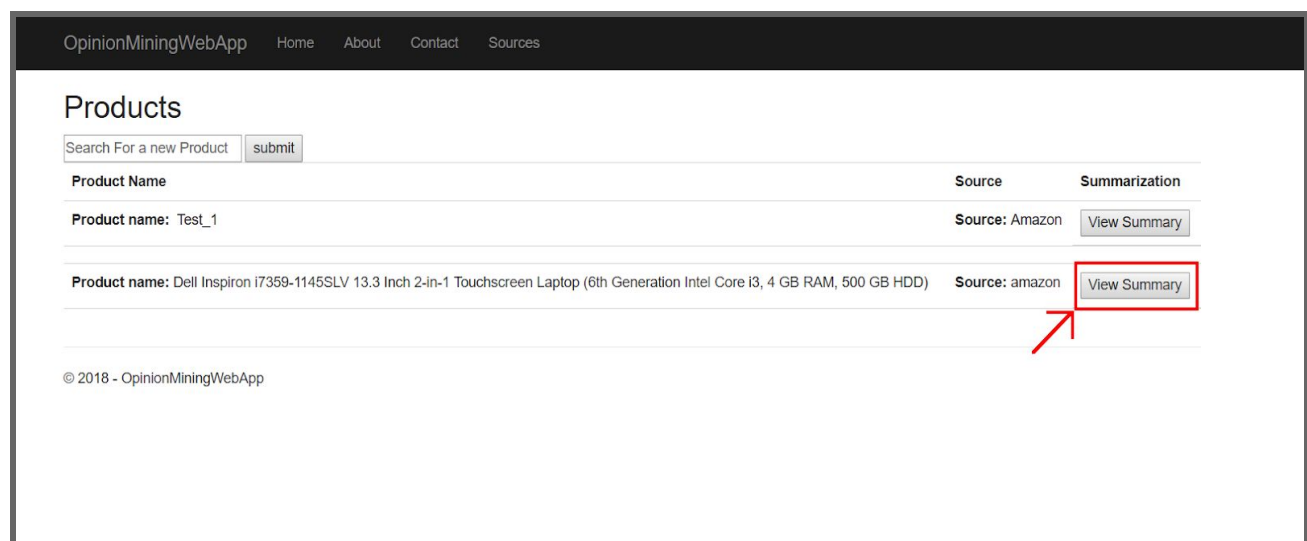 OpinionMiningWebApp Home About Contact Sources
Products
Search For a new Product submit
Product Name Source Summarization
Product name: Test_1 Source: Amazon View Summary
Product name: Dell Inspiron i7359-1145SLV 13.3 Inch 2-in-1 Touchscreen Laptop (6th Generation Intel Core i3, 4 GB RAM, 500 GB HDD) Source: amazon View Summary
© 2018 - OpinionMiningWebApp